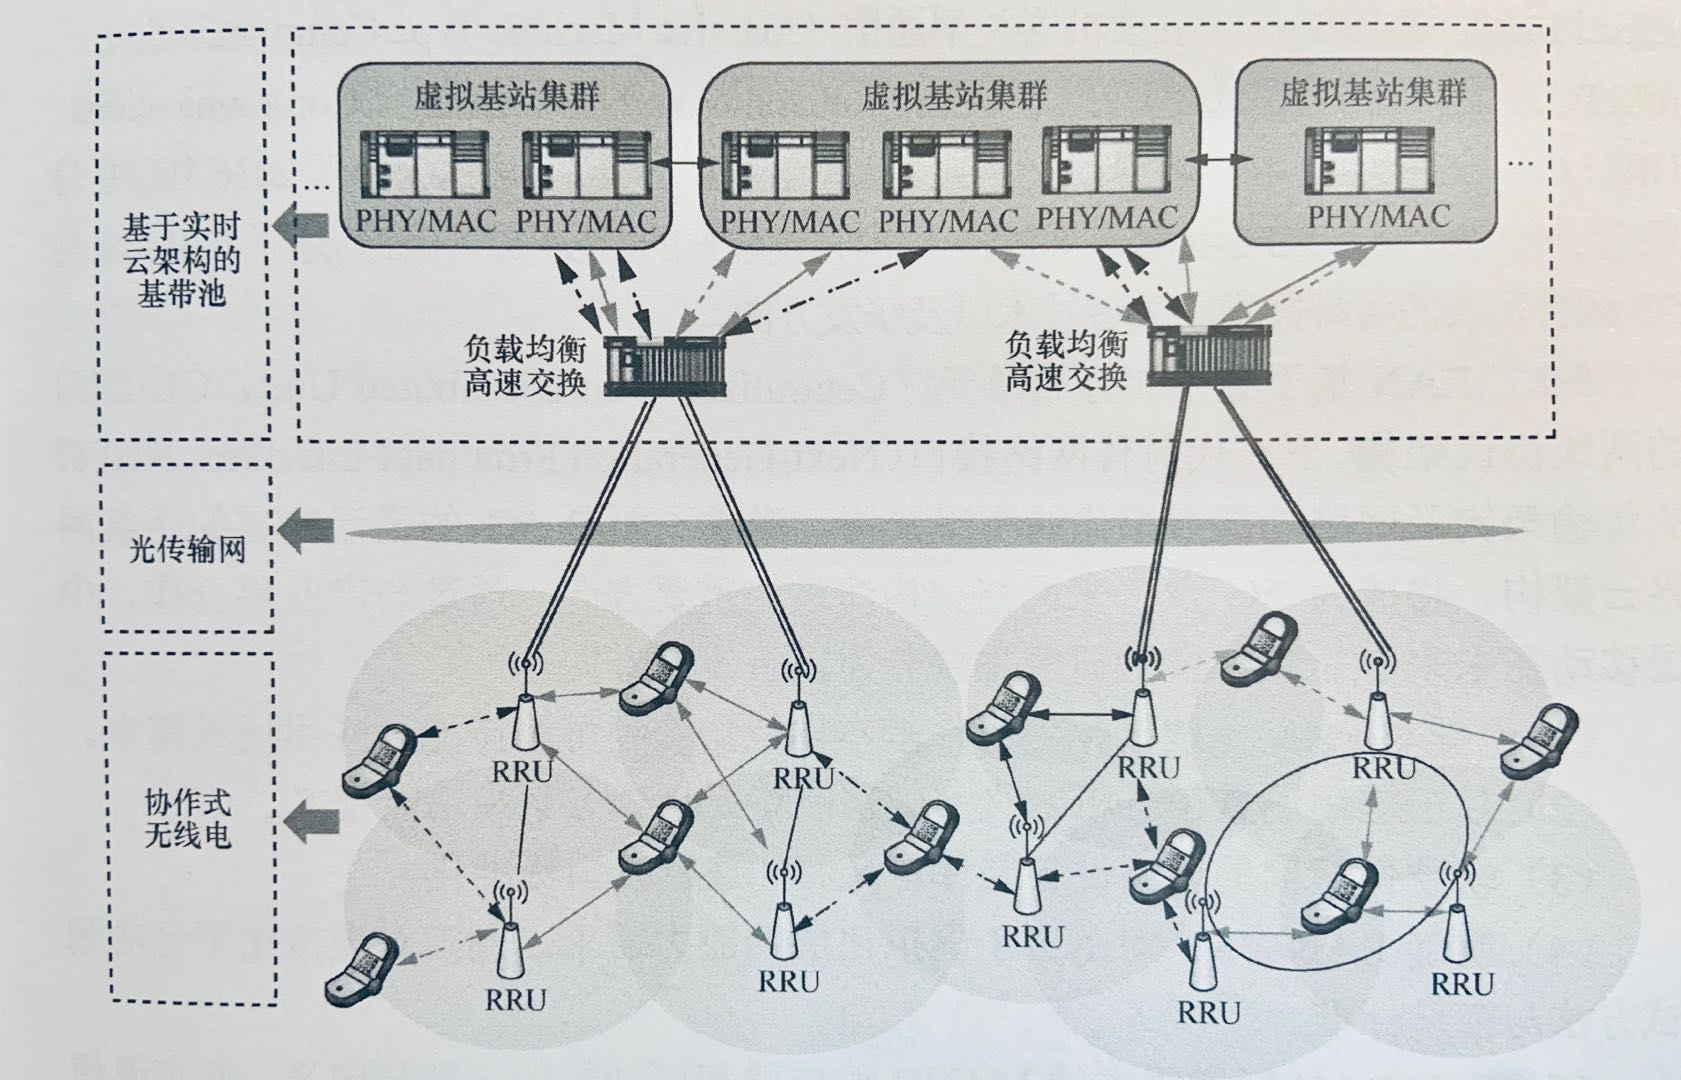 虚拟基站集群
虚拟基站集群
虚拟基站集群
PHY/MAC
PHY/MAC
PHY/MAC
PHY/MAC
PHY/MAC
PHY/MAC
…
…
基于实时
云架构的
基带池
负载均衡
高速交换
负载均衡
高速交换
光传输网
协作式
无线电
RRU
RRU
RRU
RRU
RRU
RRU
RRU
RRU
RRU